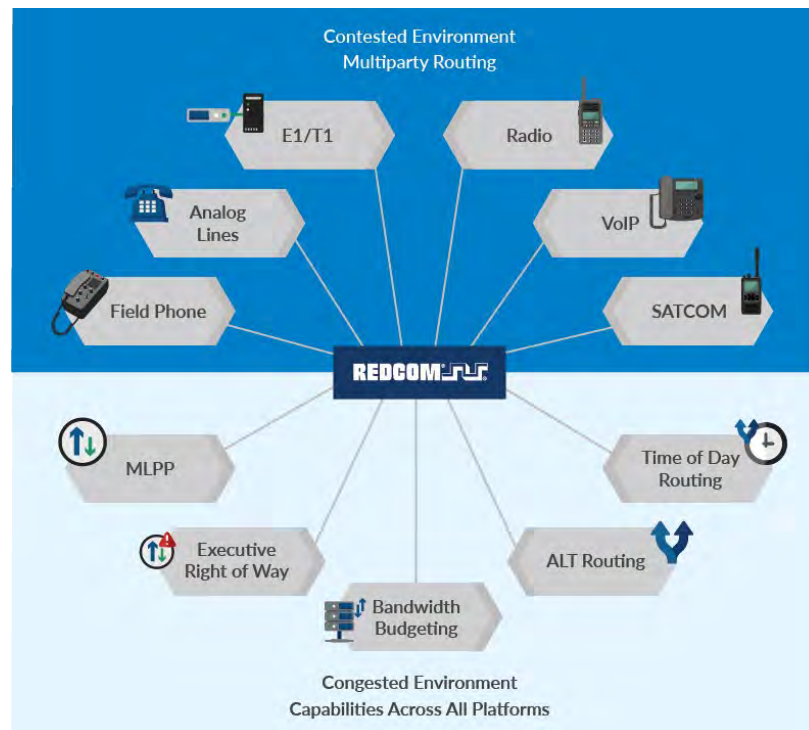 Contested Environment
Multiparty Routing
E1/T1
Radio
Analog
Lines
VoIP
Field Phone
SATCOM
REDCOM®
MLPP
Time of Day
Routing
Executive
Right of Way
ALT Routing
Bandwidth
Budgeting
Congested Environment
Capabilities Across All Platforms